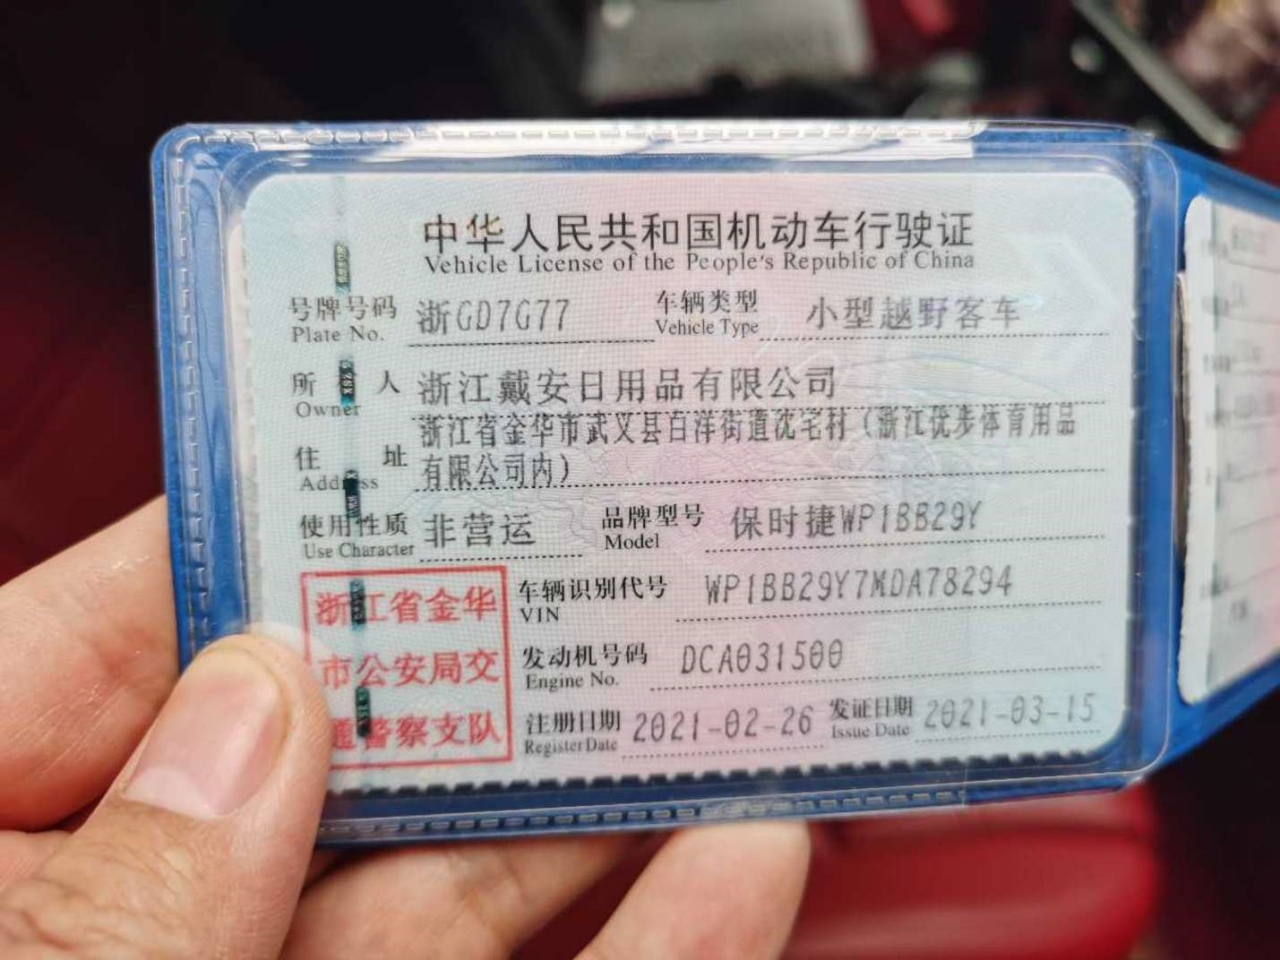 中华人民共和国机动车行驶证
Vehicle License of the People's Republic of China
号牌号码 浙GD7G77 车辆类型 小型越野客车
Plate No. Vehicle Type
所 人 浙江戴安日用品有限公司
Owner
浙江省金华市武义县百洋街道沈宅村（浙江优步体育用品
住 址 有限公司内）
Address
使用性质 非营运 品牌型号 保时捷WP1BB29Y
Use Character Model
浙江省金华
市公安局交
通警察支队
车辆识别代号 WP1BB29Y7MDA78294
VIN
发动机号码 DCA031500
Engine No.
注册日期 2021-02-26 发证日期 2021-03-15
Register Date Issue Date